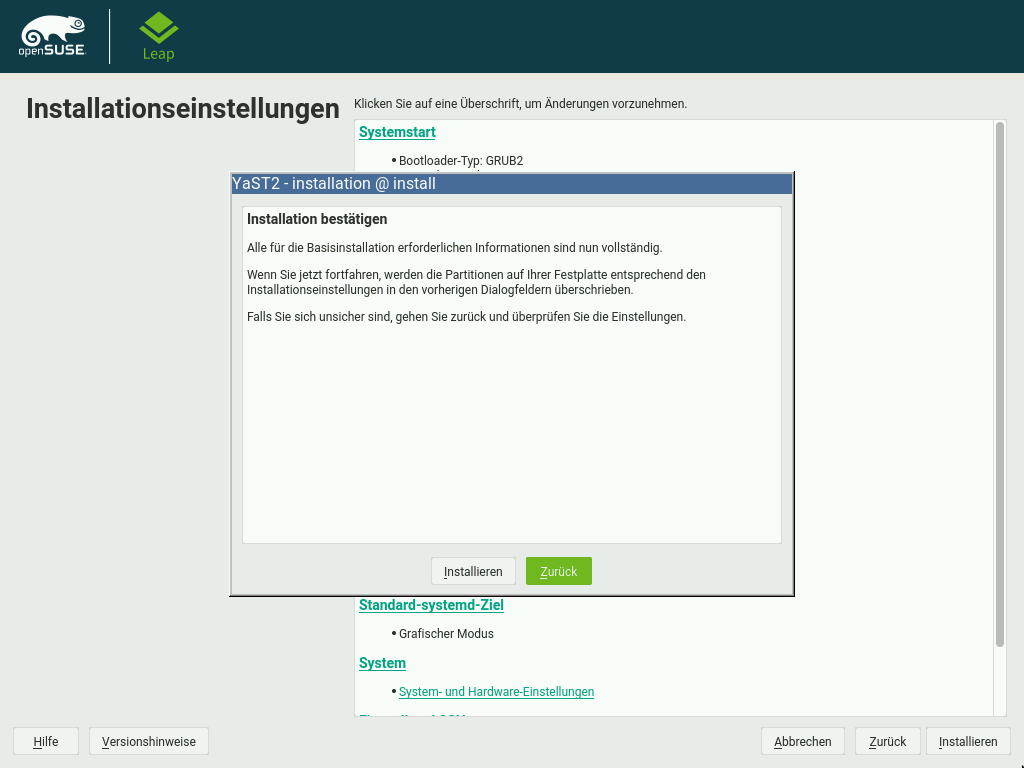 openSUSE
Leap
Installationseinstellungen
Klicken Sie auf eine Überschrift, um Änderungen vorzunehmen.
Systemstart
Bootloader-Typ: GRUB2
YaST2 - installation @ install
Installation bestätigen
Alle für die Basisinstallation erforderlichen Informationen sind nun vollständig.
Wenn Sie jetzt fortfahren, werden die Partitionen auf Ihrer Festplatte entsprechend den
Installationseinstellungen in den vorherigen Dialogfeldern überschrieben.
Falls Sie sich unsicher sind, gehen Sie zurück und überprüfen Sie die Einstellungen.
Installieren Zurück
Standard-systemd-Ziel
Grafischer Modus
System
System- und Hardware-Einstellungen
Hilfe Versionshinweise Abbrechen Zurück Installieren